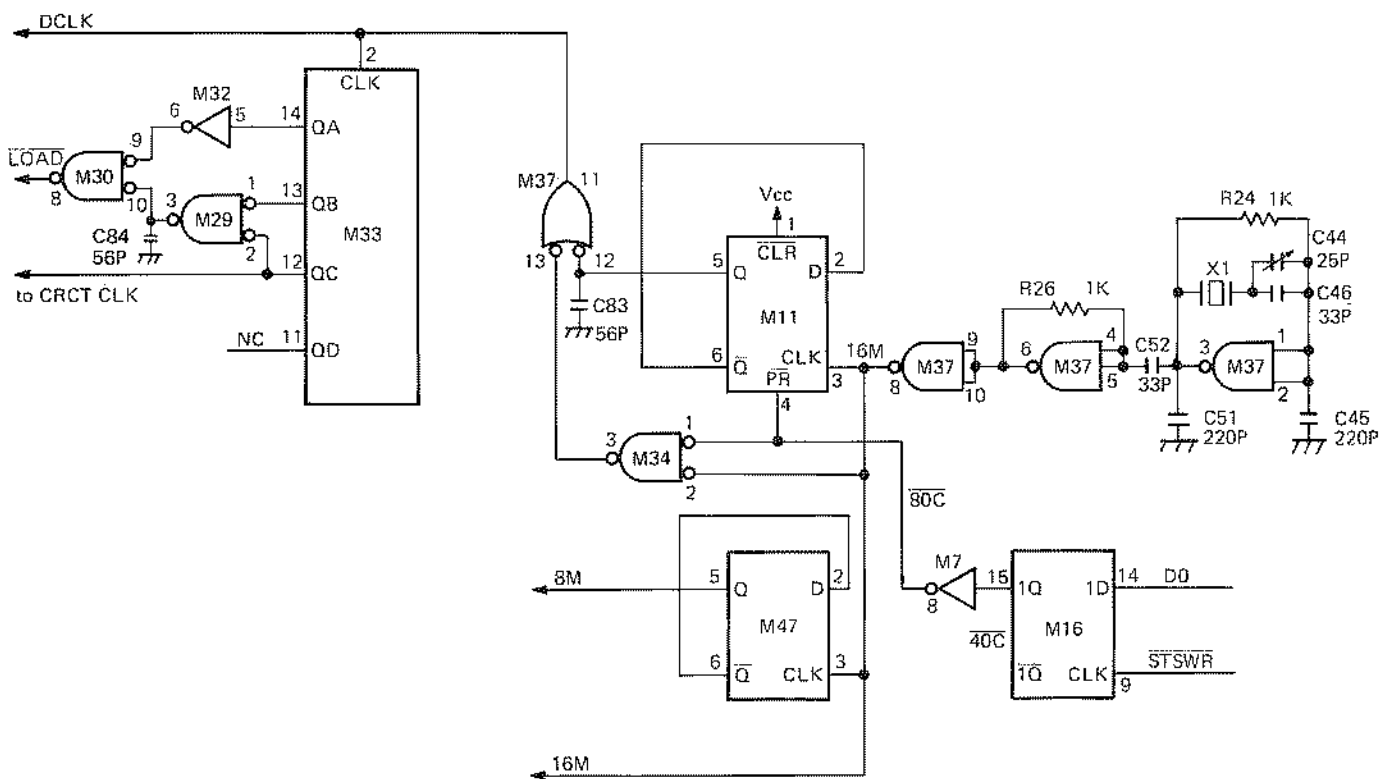 DCLK
2
CLK
M32
6
5
14
QA
9
LOAD
M30
8
10
3
M29
1
13
QB
2
C84
56P
M33
12
QC
to CRCT CLK
NC
11
QD
M37
11
13
12
C83
56P
Vcc
1
CLR
5
Q
D
2
M11
6
Q
CLK
3
PR
4
16M
R24 1K
C44
25P
X1
C46
33P
R26 1K
8
M37
9
10
6
M37
4
5
C52
33P
3
M37
1
2
C51
220P
C45
220P
3
M34
1
2
80C
8M
5
Q
D
2
M47
6
Q
CLK
3
M7
8
15
1Q
1D
14
D0
40C
M16
1Q
CLK
9
STSWR
16M